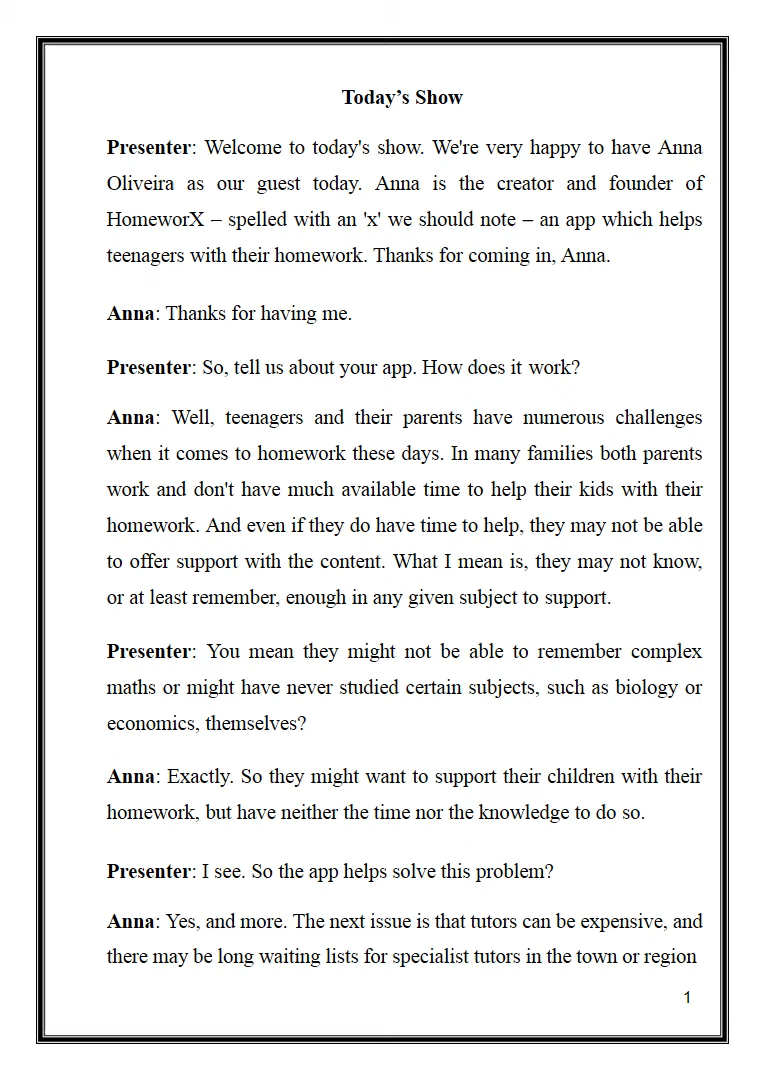 Today’s Show
Presenter: Welcome to today's show. We're very happy to have Anna
Oliveira as our guest today. Anna is the creator and founder of
HomeworX – spelled with an 'x' we should note – an app which helps
teenagers with their homework. Thanks for coming in, Anna.
Anna: Thanks for having me.
Presenter: So, tell us about your app. How does it work?
Anna: Well, teenagers and their parents have numerous challenges
when it comes to homework these days. In many families both parents
work and don't have much available time to help their kids with their
homework. And even if they do have time to help, they may not be able
to offer support with the content. What I mean is, they may not know,
or at least remember, enough in any given subject to support.
Presenter: You mean they might not be able to remember complex
maths or might have never studied certain subjects, such as biology or
economics, themselves?
Anna: Exactly. So they might want to support their children with their
homework, but have neither the time nor the knowledge to do so.
Presenter: I see. So the app helps solve this problem?
Anna: Yes, and more. The next issue is that tutors can be expensive, and
there may be long waiting lists for specialist tutors in the town or region
1